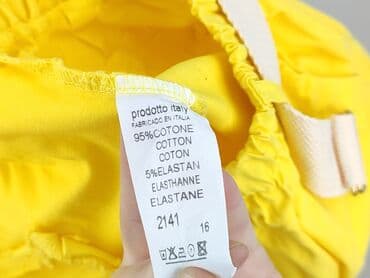 prodotto italy
FABRICADO EN ITALIA
95%COTONE
COTTON
COTON
5%ELASTAN
ELASTHANNE
ELASTANE
2141 16